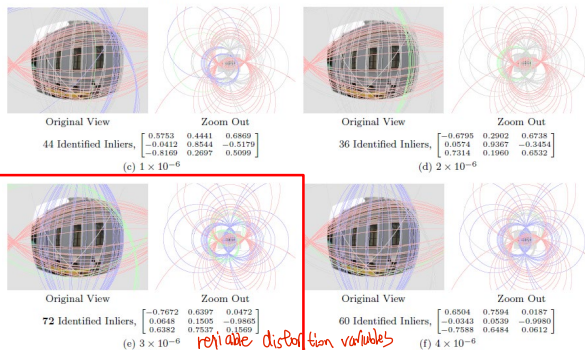 Original View Zoom Out
44 Identified Inliers, [0.5753 0.4441 0.6869
−0.0412 0.8544 −0.5179
−0.8169 0.2697 0.5099]
(c) 1 × 10⁻⁶
Original View Zoom Out
36 Identified Inliers, [−0.6795 0.2902 0.6738
0.0574 0.9367 −0.3454
0.7314 0.1960 0.6532]
(d) 2 × 10⁻⁶
Original View Zoom Out
72 Identified Inliers, [−0.7672 0.6397 0.0472
0.0648 0.1505 −0.9865
0.6382 0.7537 0.1569]
(e) 3 × 10⁻⁶
Original View Zoom Out
60 Identified Inliers, [0.6504 0.7594 0.0187
−0.0343 0.0539 −0.9980
−0.7588 0.6484 0.0612]
(f) 4 × 10⁻⁶
reriable distortion variables